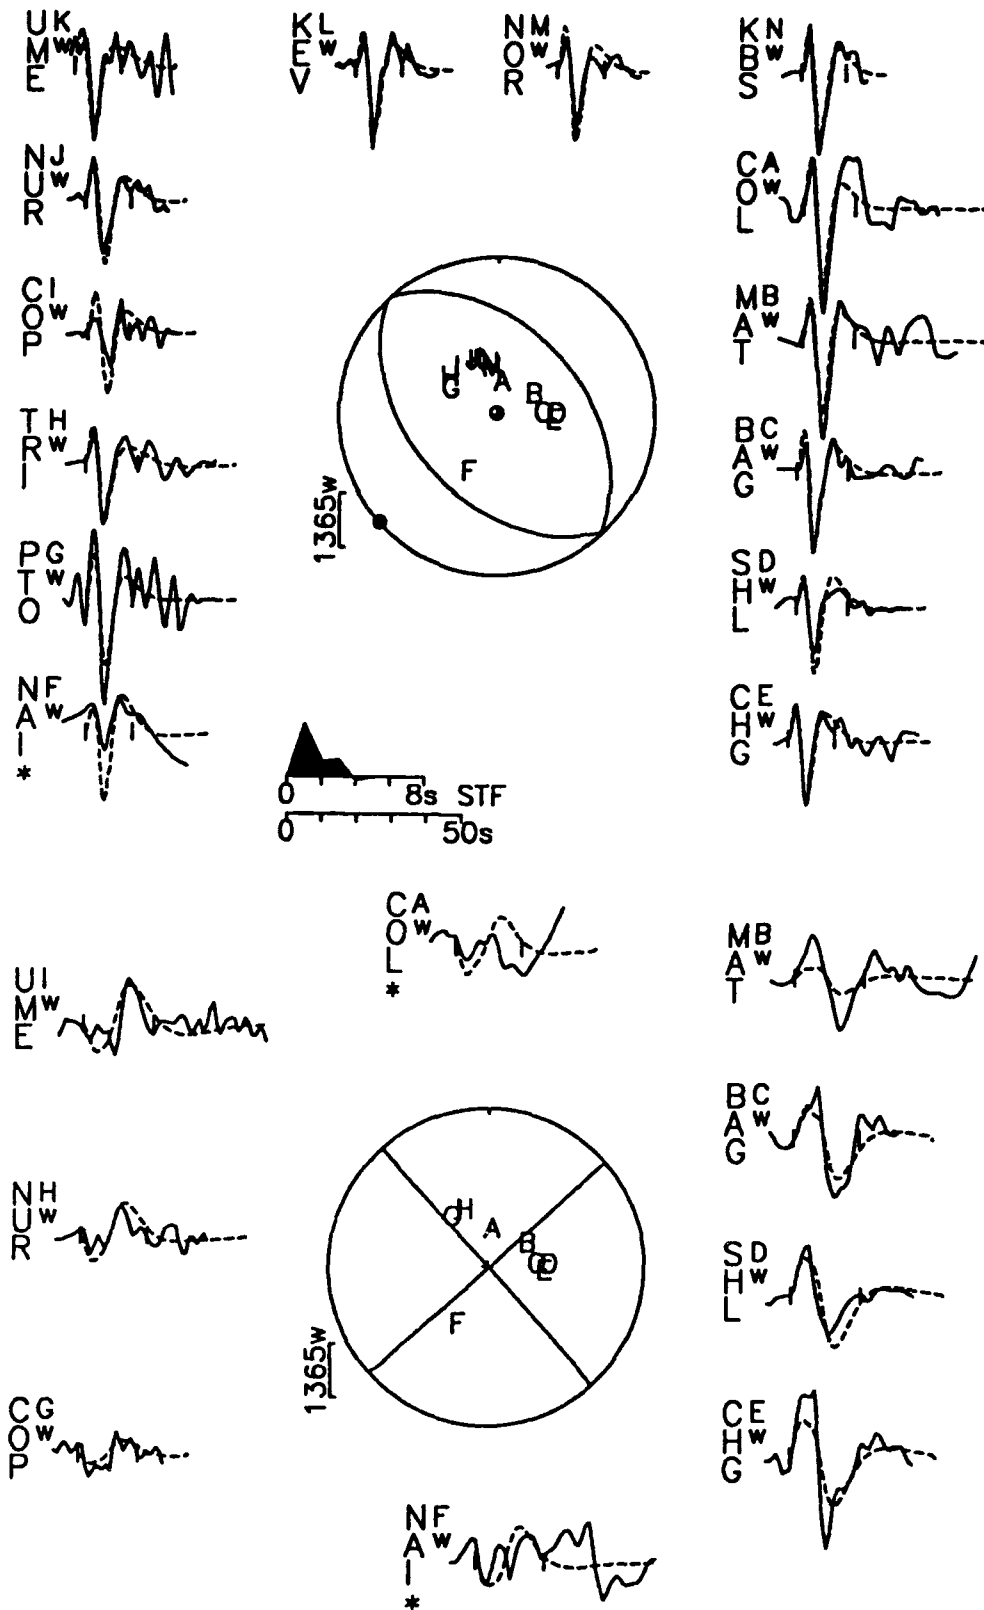 UME K w
KEV L w
NOR M w
KBS N w
NUR J w
COL A w
COP I w
MAT B w
TRI H w
BAG C w
PTO G w
SHL D w
NAI F w *
CHG E w
H
G
I
J
M
A
B
C
D
E
F
1365w
0 8s STF
0 50s
COL A w *
MAT B w
UME I w
BAG C w
NUR H w
SHL D w
H
A
B
C
D
E
F
1365w
COP G w
CHG E w
NAI F w *